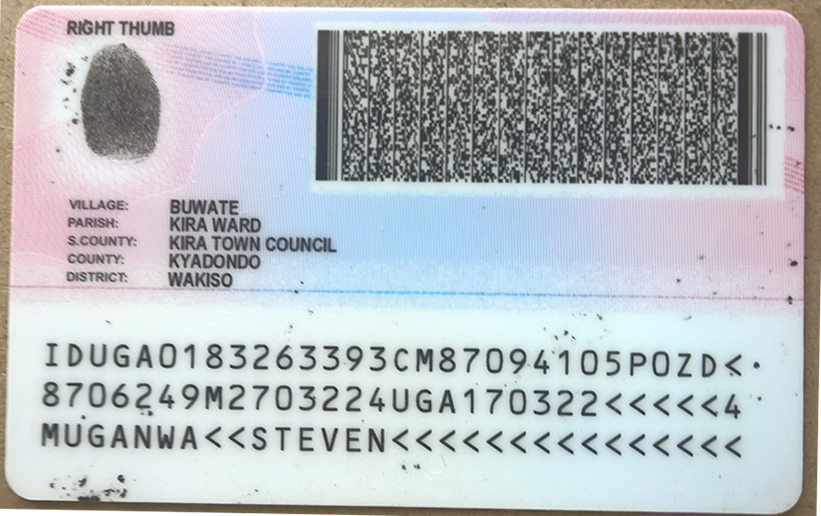 RIGHT THUMB
VILLAGE: BUWATE
PARISH: KIRA WARD
S.COUNTY: KIRA TOWN COUNCIL
COUNTY: KYADONDO
DISTRICT: WAKISO
IDUGA0183263393CM87094105P0ZD<
8706249M2703224UGA170322<<<<<4
MUGANWA<<STEVEN<<<<<<<<<<<<<<<